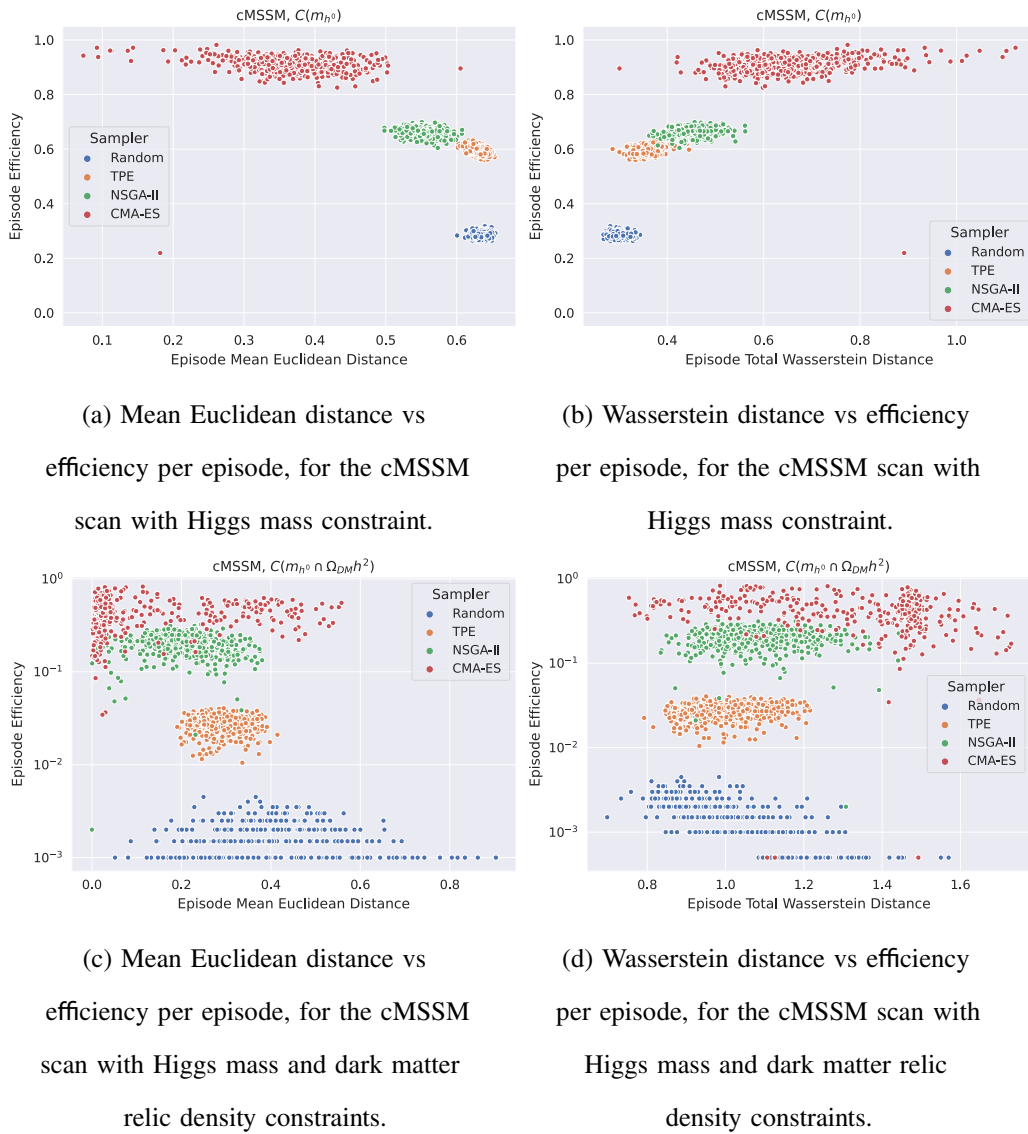 cMSSM, C(m_{h^0})
1.0
0.8
0.6
0.4
0.2
0.0
Episode Efficiency
Sampler
Random
TPE
NSGA-II
CMA-ES
0.1 0.2 0.3 0.4 0.5 0.6
Episode Mean Euclidean Distance
cMSSM, C(m_{h^0})
1.0
0.8
0.6
0.4
0.2
0.0
Episode Efficiency
Sampler
Random
TPE
NSGA-II
CMA-ES
0.4 0.6 0.8 1.0
Episode Total Wasserstein Distance
(a) Mean Euclidean distance vs
efficiency per episode, for the cMSSM
scan with Higgs mass constraint.
(b) Wasserstein distance vs efficiency
per episode, for the cMSSM scan with
Higgs mass constraint.
cMSSM, C(m_{h^0} ∩ Ω_{DM}h^2)
10^0
10^{-1}
10^{-2}
10^{-3}
Episode Efficiency
Sampler
Random
TPE
NSGA-II
CMA-ES
0.0 0.2 0.4 0.6 0.8
Episode Mean Euclidean Distance
cMSSM, C(m_{h^0} ∩ Ω_{DM}h^2)
10^0
10^{-1}
10^{-2}
10^{-3}
Episode Efficiency
Sampler
Random
TPE
NSGA-II
CMA-ES
0.8 1.0 1.2 1.4 1.6
Episode Total Wasserstein Distance
(c) Mean Euclidean distance vs
efficiency per episode, for the cMSSM
scan with Higgs mass and dark matter
relic density constraints.
(d) Wasserstein distance vs efficiency
per episode, for the cMSSM scan with
Higgs mass and dark matter relic
density constraints.